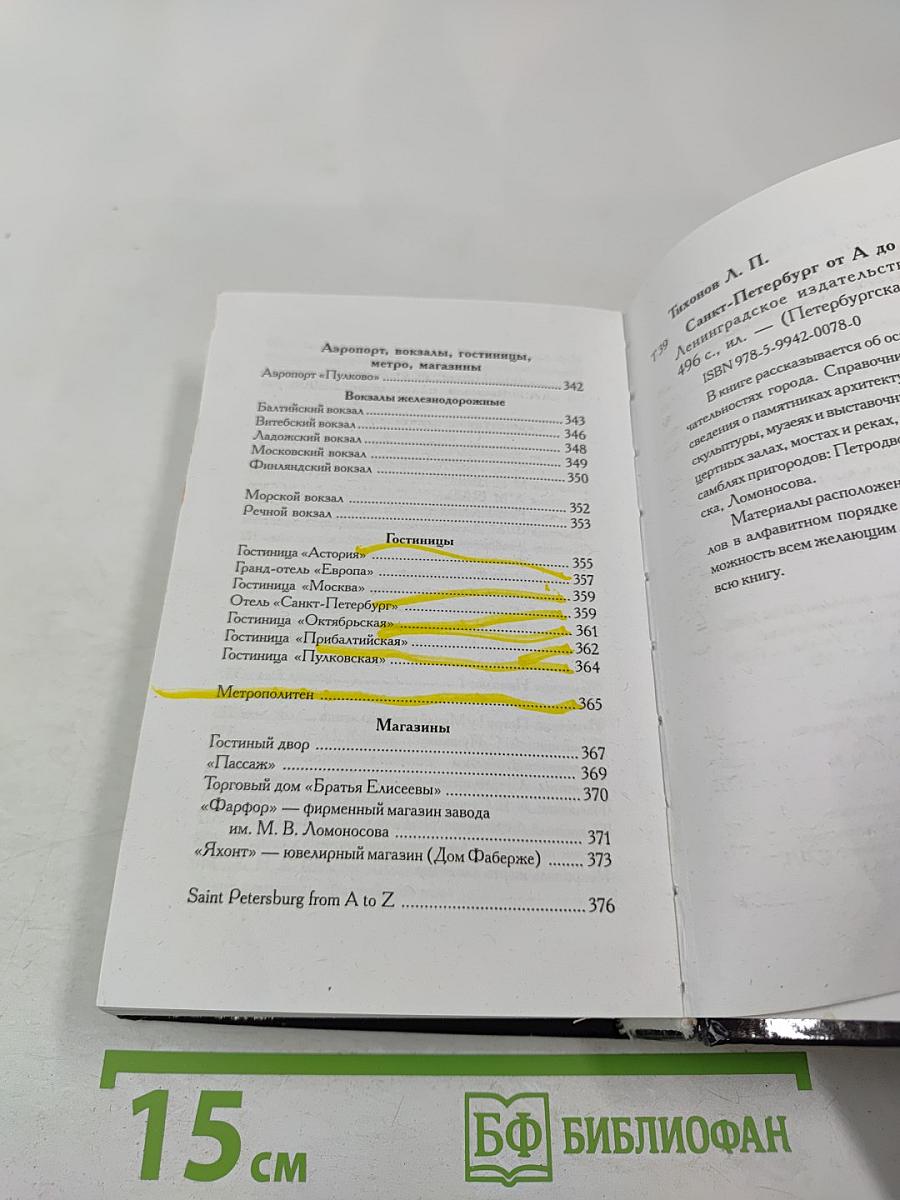 Аэропорт, вокзалы, гостиницы,
метро, магазины
Аэропорт «Пулково» 342
Вокзалы железнодорожные
Балтийский вокзал 343
Витебский вокзал 346
Ладожский вокзал 348
Московский вокзал 349
Финляндский вокзал 350
Морской вокзал 352
Речной вокзал 353
Гостиницы
Гостиница «Астория» 355
Гранд-отель «Европа» 357
Гостиница «Москва» 359
Отель «Санкт-Петербург» 359
Гостиница «Октябрьская» 361
Гостиница «Прибалтийская» 362
Гостиница «Пулковская» 364
Метрополитен 365
Магазины
Гостиный двор 367
«Пассаж» 369
Торговый дом «Братья Елисеевы» 370
«Фарфор» — фирменный магазин завода
им. М. В. Ломоносова 371
«Яхонт» — ювелирный магазин (Дом Фаберже) 373
Saint Petersburg from A to Z 376
Тихонов Л. П.
Т39 Санкт-Петербург от А до
Ленинградское издательст
496 с., ил. — (Петербургска
ISBN 978-5-9942-0078-0
В книге рассказывается об ос
чательностях города. Справочни
сведения о памятниках архитекту
скульптуры, музеях и выставочн
цертных залах, мостах и реках,
самблях пригородов: Петродво
ска, Ломоносова.
Материалы расположен
лов в алфавитном порядке
можность всем желающим
всю книгу.
15 см
БФ БИБЛИОФАН